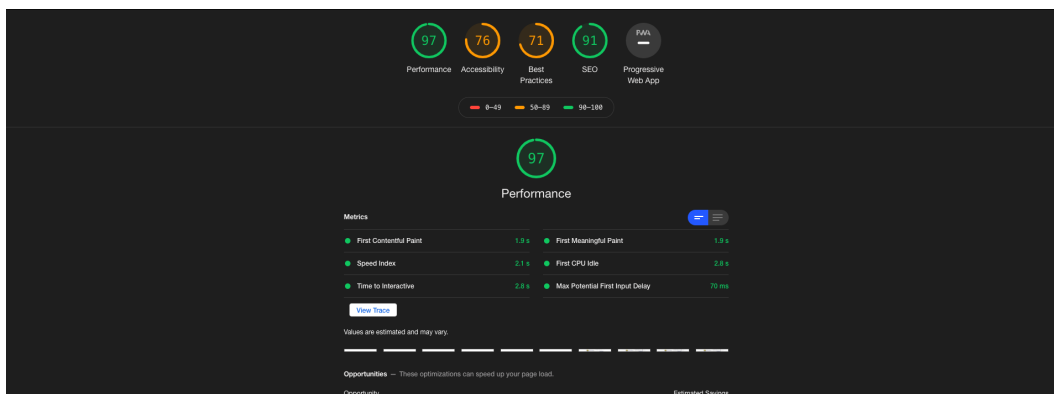 97 76 71 91 PWA
Performance Accessibility Best Practices SEO Progressive Web App
0–49 50–89 90–100
97
Performance
Metrics
First Contentful Paint 1.9 s First Meaningful Paint 1.9 s
Speed Index 2.1 s First CPU Idle 2.8 s
Time to Interactive 2.8 s Max Potential First Input Delay 70 ms
View Trace
Values are estimated and may vary.
Opportunities — These optimizations can speed up your page load.
Opportunity Estimated Savings